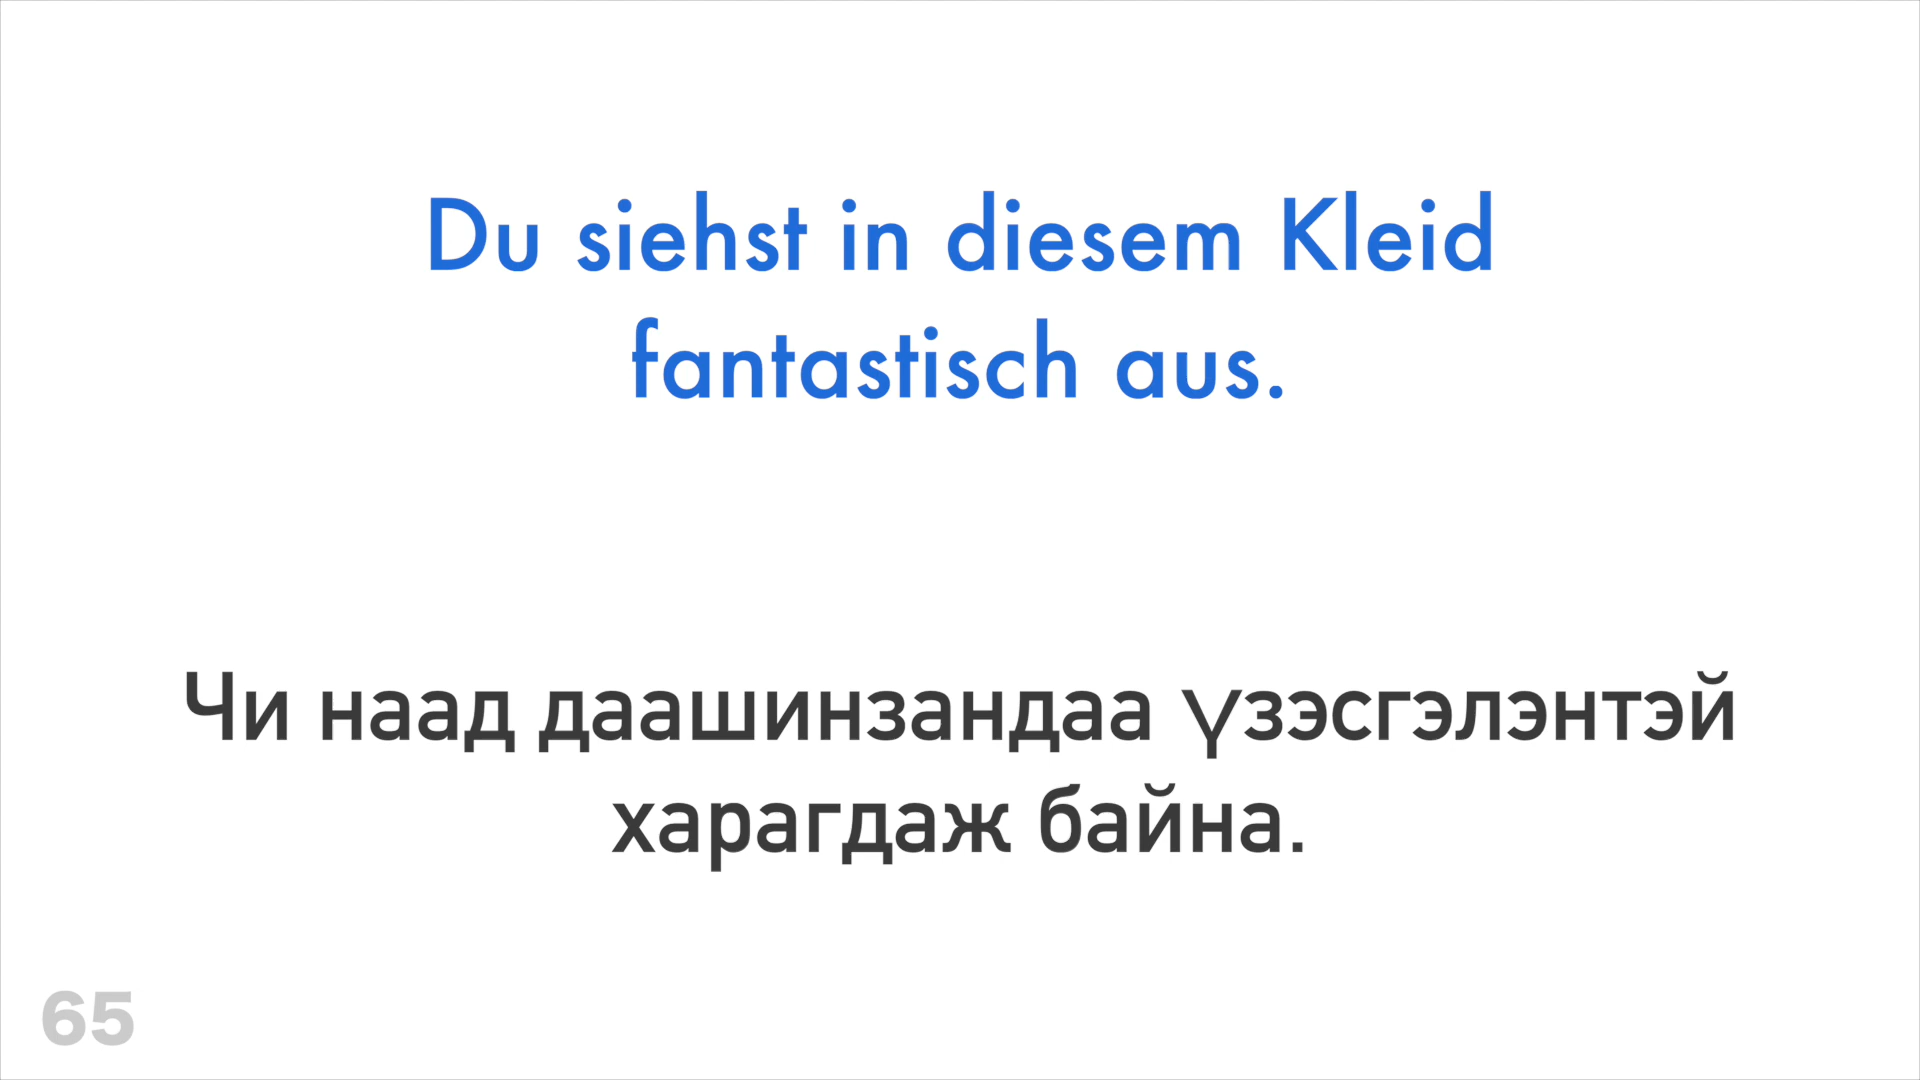 Du siehst in diesem Kleid
fantastisch aus.
Чи наад даашинзандаа үзэсгэлэнтэй
харагдаж байна.
65